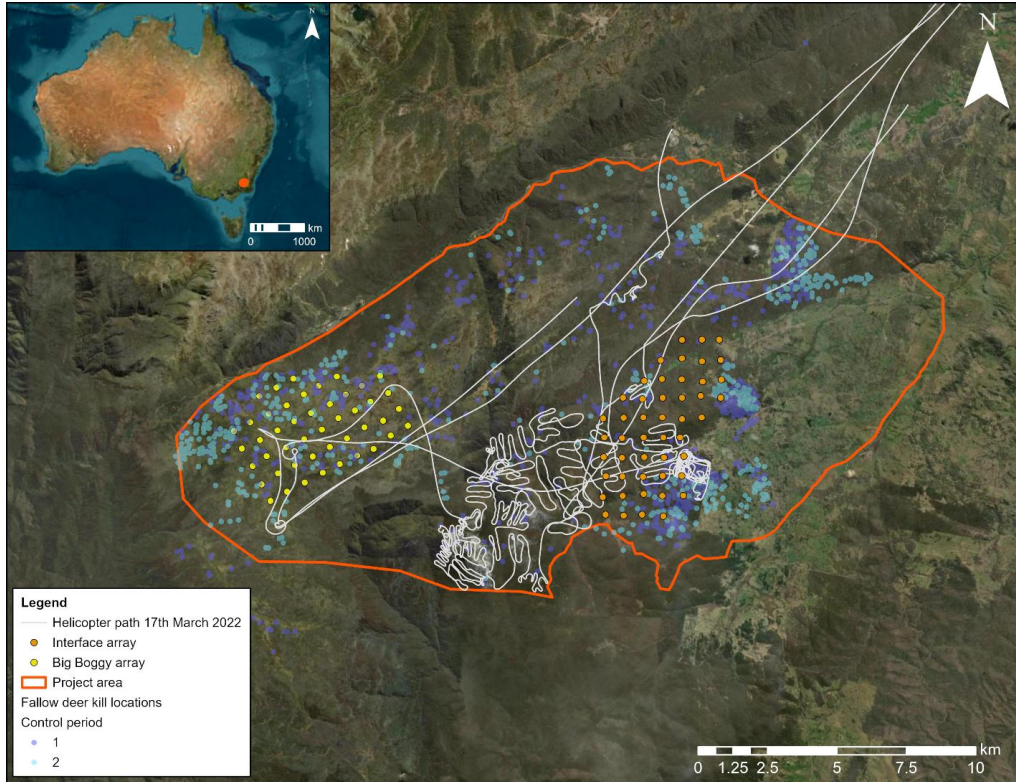 N
km
0 1000
N
Legend
Helicopter path 17th March 2022
Interface array
Big Boggy array
Project area
Fallow deer kill locations
Control period
1
2
km
0 1.25 2.5 5 7.5 10